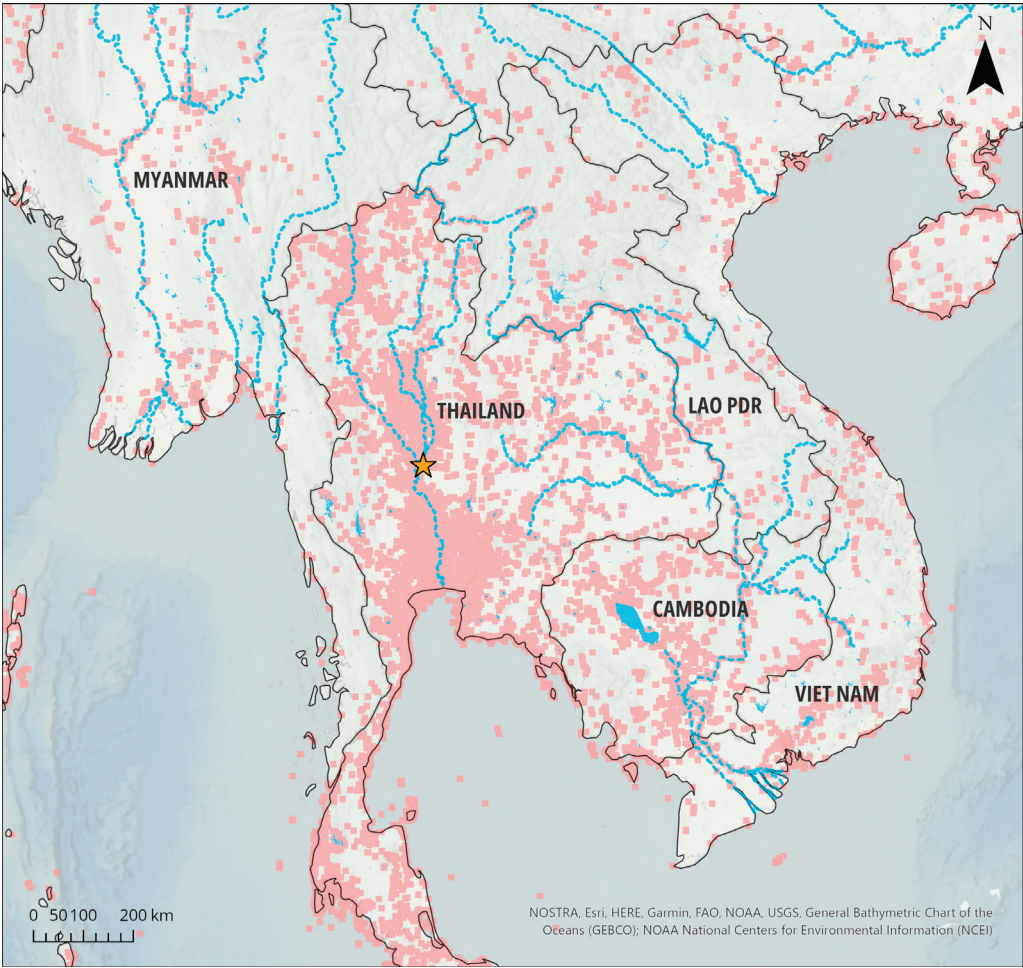 N
MYANMAR
THAILAND
LAO PDR
CAMBODIA
VIET NAM
0 50 100 200 km
NOSTRA, Esri, HERE, Garmin, FAO, NOAA, USGS, General Bathymetric Chart of the
Oceans (GEBCO); NOAA National Centers for Environmental Information (NCEI)